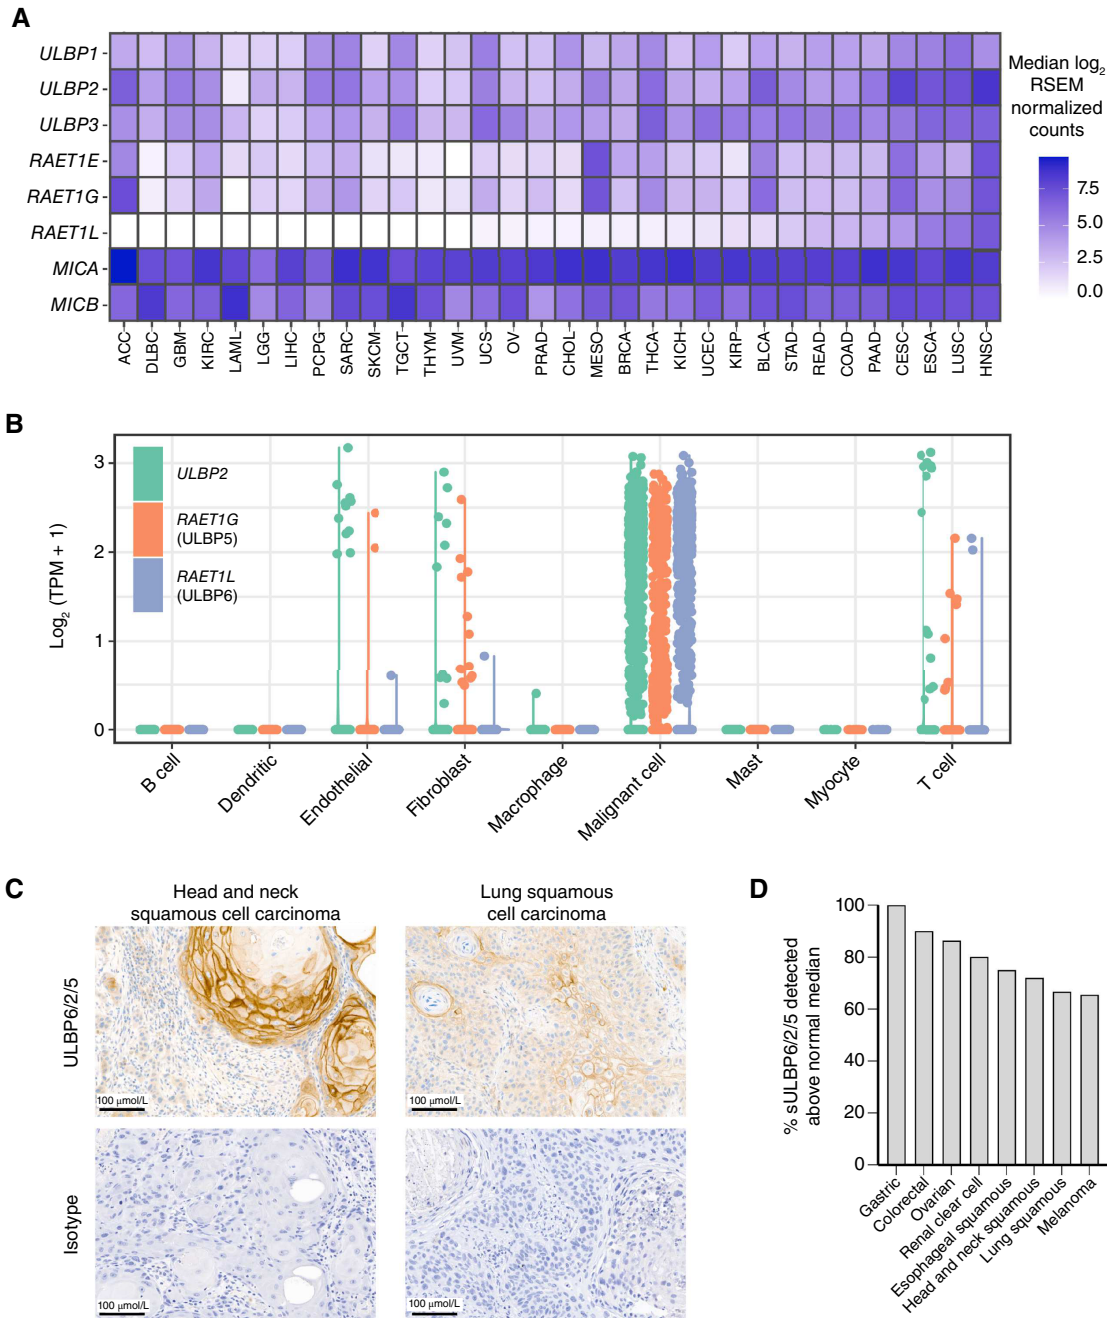 A
ULBP1
ULBP2
ULBP3
RAET1E
RAET1G
RAET1L
MICA
MICB
ACC
DLBC
GBM
KIRC
LAML
LGG
LIHC
PCPG
SARC
SKCM
TGCT
THYM
UVM
UCS
OV
PRAD
CHOL
MESO
BRCA
THCA
KICH
UCEC
KIRP
BLCA
STAD
READ
COAD
PAAD
CESC
ESCA
LUSC
HNSC
Median log₂
RSEM
normalized
counts
7.5
5.0
2.5
0.0
B
Log₂ (TPM + 1)
3
2
1
0
ULBP2
RAET1G
(ULBP5)
RAET1L
(ULBP6)
B cell
Dendritic
Endothelial
Fibroblast
Macrophage
Malignant cell
Mast
Myocyte
T cell
C
Head and neck
squamous cell carcinoma
Lung squamous
cell carcinoma
ULBP6/2/5
100 μmol/L
100 μmol/L
Isotype
100 μmol/L
100 μmol/L
D
% sULBP6/2/5 detected
above normal median
100
80
60
40
20
0
Gastric
Colorectal
Ovarian
Renal clear cell
Esophageal squamous
Head and neck squamous
Lung squamous
Melanoma